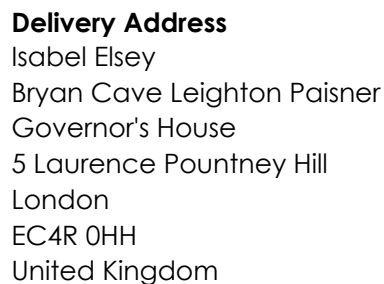 Delivery Address
Isabel Elsey
Bryan Cave Leighton Paisner
Governor's House
5 Laurence Pountney Hill
London
EC4R 0HH
United Kingdom